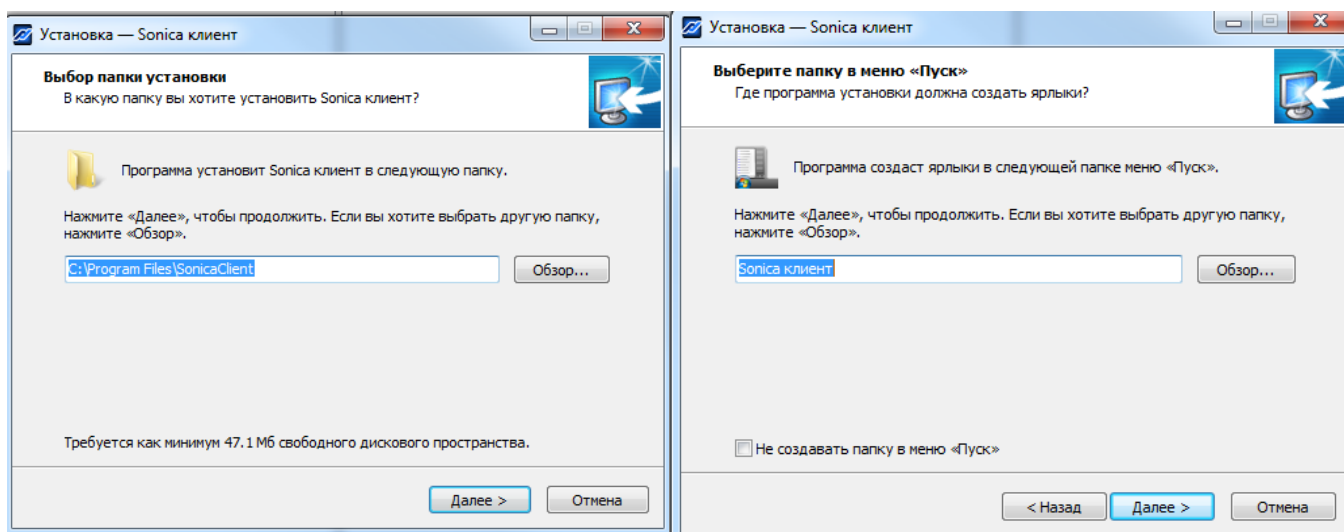 Установка — Sonica клиент
Выбор папки установки
В какую папку вы хотите установить Sonica клиент?
Программа установит Sonica клиент в следующую папку.
Нажмите «Далее», чтобы продолжить. Если вы хотите выбрать другую папку,
нажмите «Обзор».
C:\Program Files\SonicaClient
Обзор...
Требуется как минимум 47.1 Мб свободного дискового пространства.
Далее >
Отмена
Установка — Sonica клиент
Выберите папку в меню «Пуск»
Где программа установки должна создать ярлыки?
Программа создаст ярлыки в следующей папке меню «Пуск».
Нажмите «Далее», чтобы продолжить. Если вы хотите выбрать другую папку,
нажмите «Обзор».
Sonica клиент
Обзор...
Не создавать папку в меню «Пуск»
< Назад
Далее >
Отмена